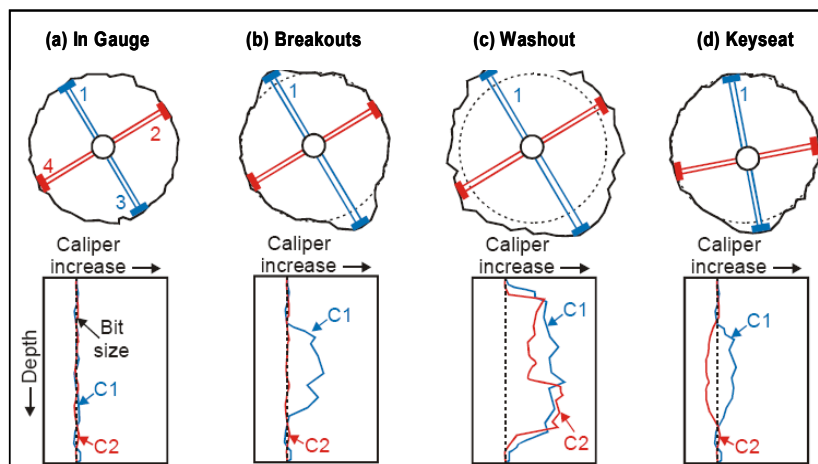 (a) In Gauge
(b) Breakouts
(c) Washout
(d) Keyseat
1
2
4
3
1
1
1
Caliper
increase
Caliper
increase
Caliper
increase
Caliper
increase
Depth
Bit
size
C1
C2
C1
C2
C1
C2
C1
C2